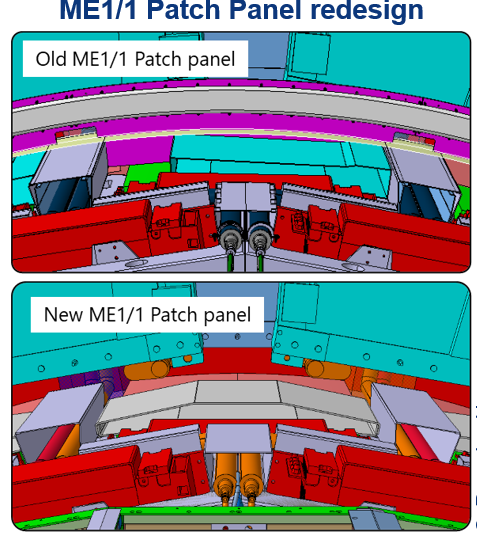 ME1/1 Patch Panel redesign
Old ME1/1 Patch panel
New ME1/1 Patch panel